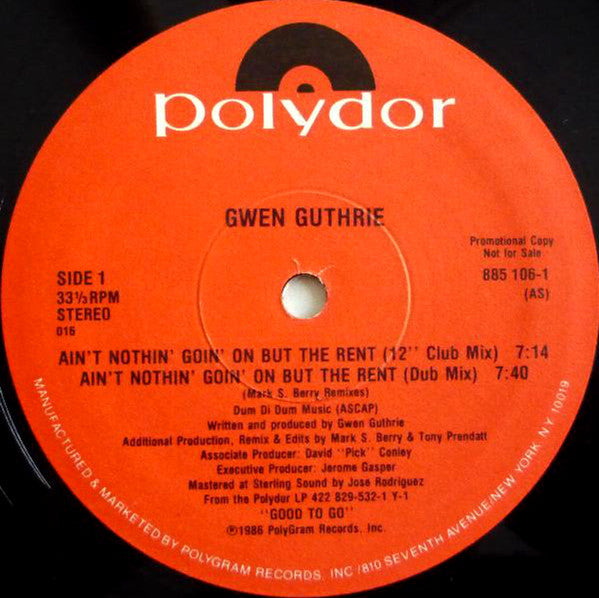 polydor
GWEN GUTHRIE
Promotional Copy
Not for Sale
SIDE 1
33⅓ RPM
STEREO
016
885 106-1
(AS)
AIN'T NOTHIN' GOIN' ON BUT THE RENT (12'' Club Mix) 7:14
AIN'T NOTHIN' GOIN' ON BUT THE RENT (Dub Mix) 7:40
(Mark S. Berry Remixes)
Dum Di Dum Music (ASCAP)
Written and produced by Gwen Guthrie
Additional Production, Remix & Edits by Mark S. Berry & Tony Prendatt
Associate Producer: David "Pick" Conley
Executive Producer: Jerome Gasper
Mastered at Sterling Sound by Jose Rodriguez
From the Polydor LP 422 829-532-1 Y-1
"GOOD TO GO"
℗1986 PolyGram Records, Inc.
MANUFACTURED & MARKETED BY POLYGRAM RECORDS, INC /810 SEVENTH AVENUE/NEW YORK, NY 10019